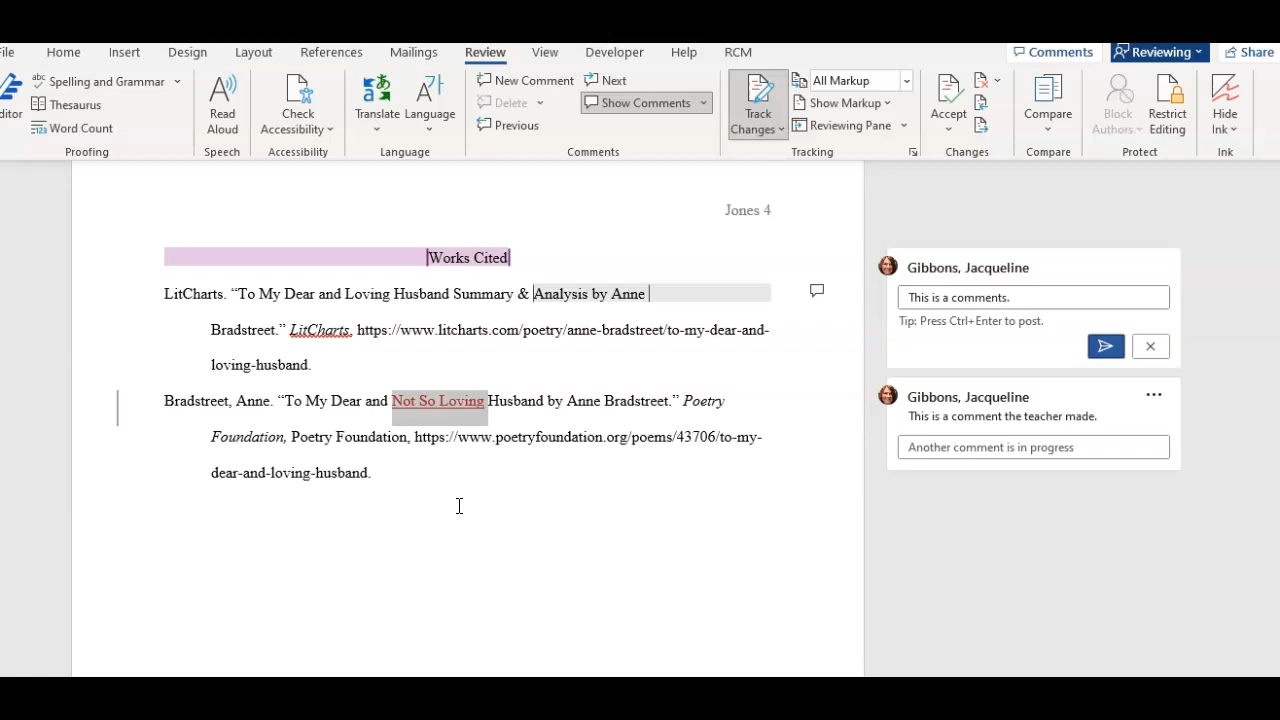 File Home Insert Design Layout References Mailings Review View Developer Help RCM Comments Reviewing Share
abc Spelling and Grammar
Thesaurus
123 Word Count
Proofing
Read
Aloud
Speech
Check
Accessibility
Accessibility
Translate Language
Language
New Comment Next
Delete Show Comments
Previous
Comments
Track
Changes
All Markup
Show Markup
Reviewing Pane
Tracking
Accept
Changes
Compare
Compare
Block
Authors
Restrict
Editing
Protect
Hide
Ink
Ink
Jones 4
Works Cited
LitCharts. “To My Dear and Loving Husband Summary & Analysis by Anne
Bradstreet.” LitCharts, https://www.litcharts.com/poetry/anne-bradstreet/to-my-dear-and-
loving-husband.
Bradstreet, Anne. “To My Dear and Not So Loving Husband by Anne Bradstreet.” Poetry
Foundation, Poetry Foundation, https://www.poetryfoundation.org/poems/43706/to-my-
dear-and-loving-husband.
Gibbons, Jacqueline
This is a comments.
Tip: Press Ctrl+Enter to post.
Gibbons, Jacqueline
This is a comment the teacher made.
Another comment is in progress